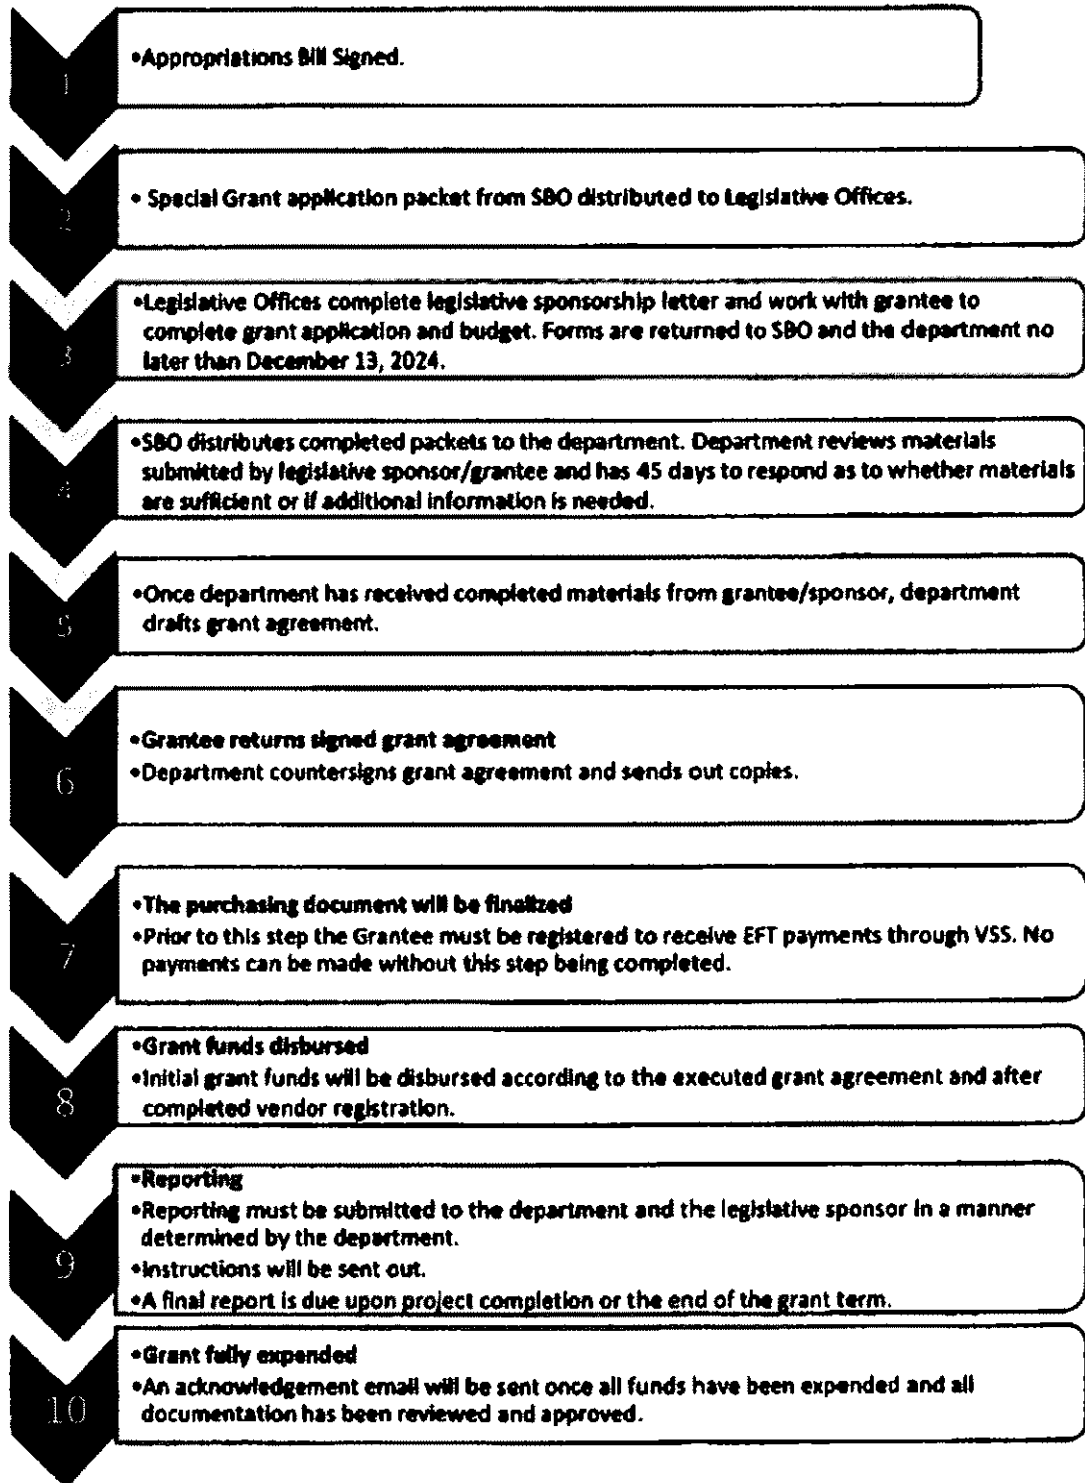 1
•Appropriations Bill Signed.
2
• Special Grant application packet from SBO distributed to Legislative Offices.
3
•Legislative Offices complete legislative sponsorship letter and work with grantee to
complete grant application and budget. Forms are returned to SBO and the department no
later than December 13, 2024.
4
•SBO distributes completed packets to the department. Department reviews materials
submitted by legislative sponsor/grantee and has 45 days to respond as to whether materials
are sufficient or if additional information is needed.
5
•Once department has received completed materials from grantee/sponsor, department
drafts grant agreement.
6
•Grantee returns signed grant agreement
•Department countersigns grant agreement and sends out copies.
7
•The purchasing document will be finalized
•Prior to this step the Grantee must be registered to receive EFT payments through VSS. No
payments can be made without this step being completed.
8
•Grant funds disbursed
•Initial grant funds will be disbursed according to the executed grant agreement and after
completed vendor registration.
9
•Reporting
•Reporting must be submitted to the department and the legislative sponsor in a manner
determined by the department.
•Instructions will be sent out.
•A final report is due upon project completion or the end of the grant term.
10
•Grant fully expended
•An acknowledgement email will be sent once all funds have been expended and all
documentation has been reviewed and approved.